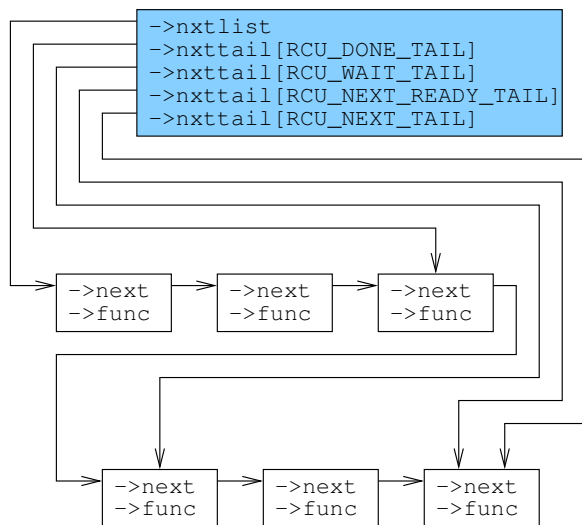 ->nxtlist
->nxttail[RCU_DONE_TAIL]
->nxttail[RCU_WAIT_TAIL]
->nxttail[RCU_NEXT_READY_TAIL]
->nxttail[RCU_NEXT_TAIL]
->next ->next ->next
->func ->func ->func
->next ->next ->next
->func ->func ->func